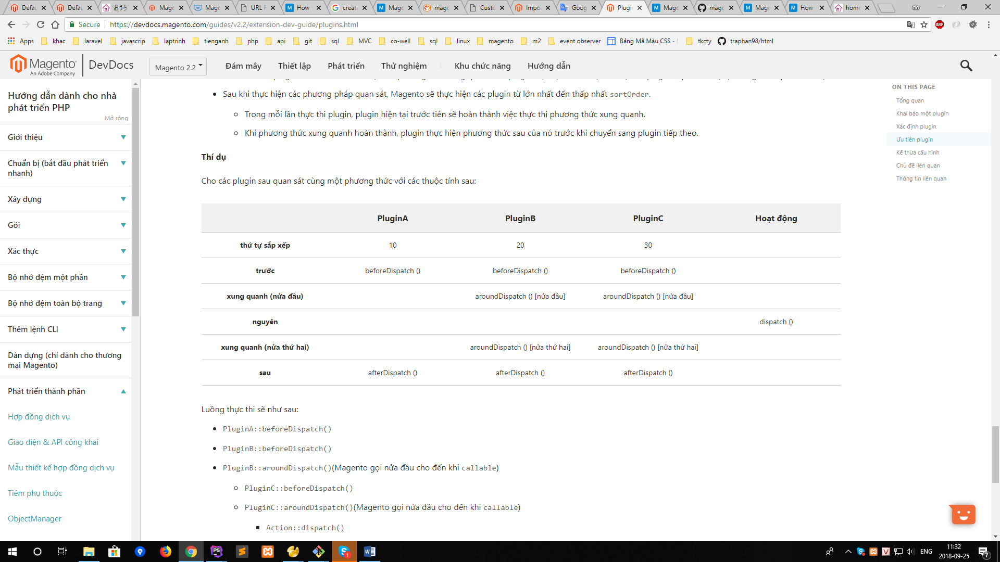 Defau
Defau
おうち
Mage
Mage
URL F
How
create
Mage
mage
Custo
Impo
Goog
Plugin
Mage
mage
Mage
How
home
do
Secure
https://devdocs.magento.com/guides/v2.2/extension-dev-guide/plugins.html
ABP
Apps khac laravel javascrip laptrinh tienganh php api git sql MVC co-well sql linux magento m2 event observer Bảng Mã Màu CSS - tkcty traphan98/html
Magento
An Adobe Company
DevDocs
Magento 2.2
Đám mây Thiết lập Phát triển Thử nghiệm Khu chức năng Hướng dẫn
Hướng dẫn dành cho nhà
phát triển PHP
Mở rộng
Giới thiệu
Chuẩn bị (bắt đầu phát triển
nhanh)
Xây dựng
Gói
Xác thực
Bộ nhớ đệm một phần
Bộ nhớ đệm toàn bộ trang
Thêm lệnh CLI
Dàn dựng (chỉ dành cho thương
mại Magento)
Phát triển thành phần
Hợp đồng dịch vụ
Giao diện & API công khai
Mẫu thiết kế hợp đồng dịch vụ
Tiêm phụ thuộc
ObjectManager
Sau khi thực hiện các phương pháp quan sát, Magento sẽ thực hiện các plugin từ lớn nhất đến thấp nhất sortOrder.
Trong mỗi lần thực thi plugin, plugin hiện tại trước tiên sẽ hoàn thành việc thực thi phương thức xung quanh.
Khi phương thức xung quanh hoàn thành, plugin thực hiện phương thức sau của nó trước khi chuyển sang plugin tiếp theo.
Thí dụ
Cho các plugin sau quan sát cùng một phương thức với các thuộc tính sau:
PluginA PluginB PluginC Hoạt động
thứ tự sắp xếp 10 20 30
trước beforeDispatch () beforeDispatch () beforeDispatch ()
xung quanh (nửa đầu) aroundDispatch () [nửa đầu] aroundDispatch () [nửa đầu]
nguyên dispatch ()
xung quanh (nửa thứ hai) aroundDispatch () [nửa thứ hai] aroundDispatch () [nửa thứ hai]
sau afterDispatch () afterDispatch () afterDispatch ()
Luồng thực thi sẽ như sau:
PluginA::beforeDispatch()
PluginB::beforeDispatch()
PluginB::aroundDispatch()(Magento gọi nửa đầu cho đến khi callable)
PluginC::beforeDispatch()
PluginC::aroundDispatch()(Magento gọi nửa đầu cho đến khi callable)
Action::dispatch()
ON THIS PAGE
Tổng quan
Khai báo một plugin
Xác định plugin
Ưu tiên plugin
Kế thừa cấu hình
Chủ đề liên quan
Thông tin liên quan
ENG
11:32
2018-09-25
7